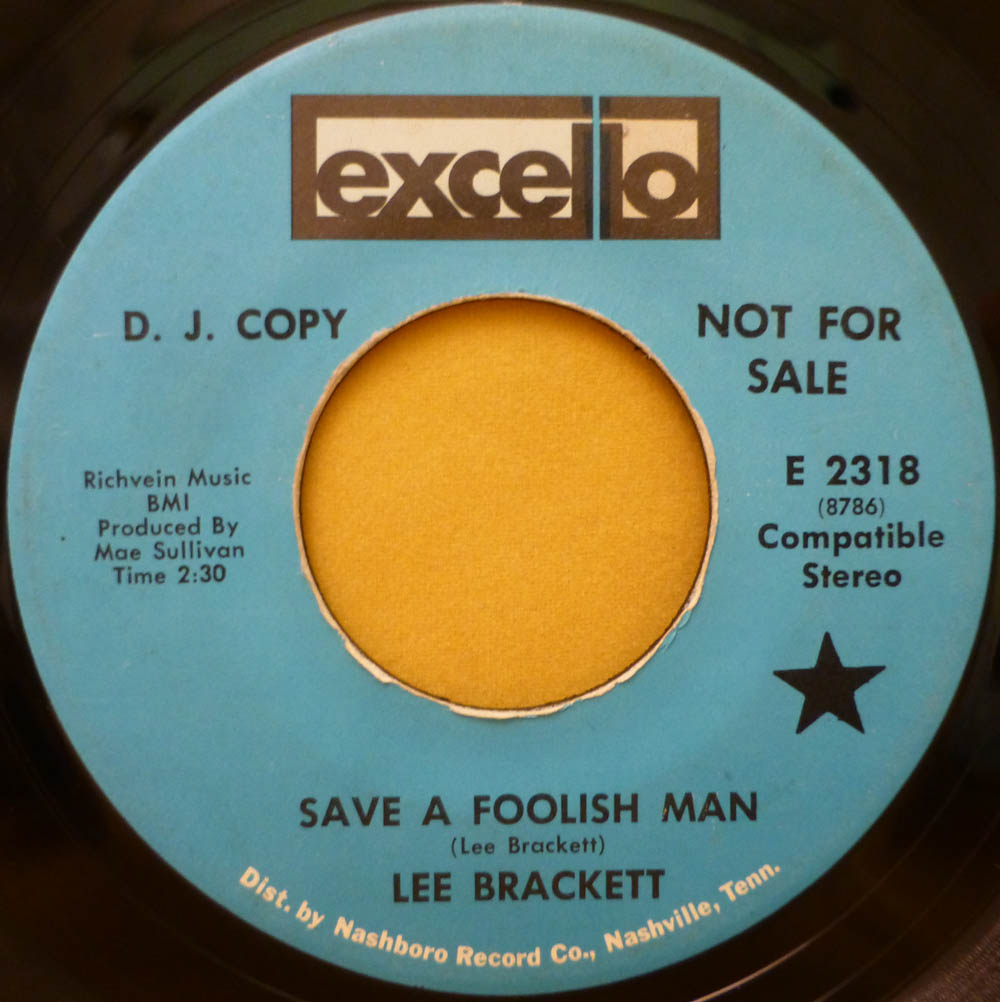 excello
D. J. COPY
NOT FOR
SALE
Richvein Music
BMI
Produced By
Mae Sullivan
Time 2:30
E 2318
(8786)
Compatible
Stereo
SAVE A FOOLISH MAN
(Lee Brackett)
LEE BRACKETT
Dist. by Nashboro Record Co., Nashville, Tenn.